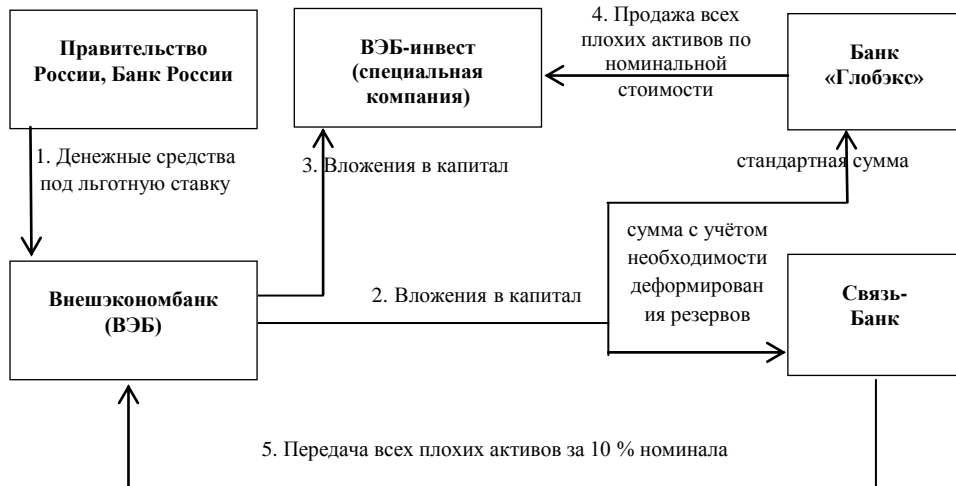 Правительство
России, Банк России
ВЭБ-инвест
(специальная
компания)
4. Продажа всех
плохих активов по
номинальной
стоимости
Банк
«Глобэкс»
1. Денежные средства
под льготную ставку
3. Вложения в капитал
стандартная сумма
Внешэкономбанк
(ВЭБ)
2. Вложения в капитал
сумма с учётом
необходимости
деформирован
ия резервов
Связь-
Банк
5. Передача всех плохих активов за 10 % номинала